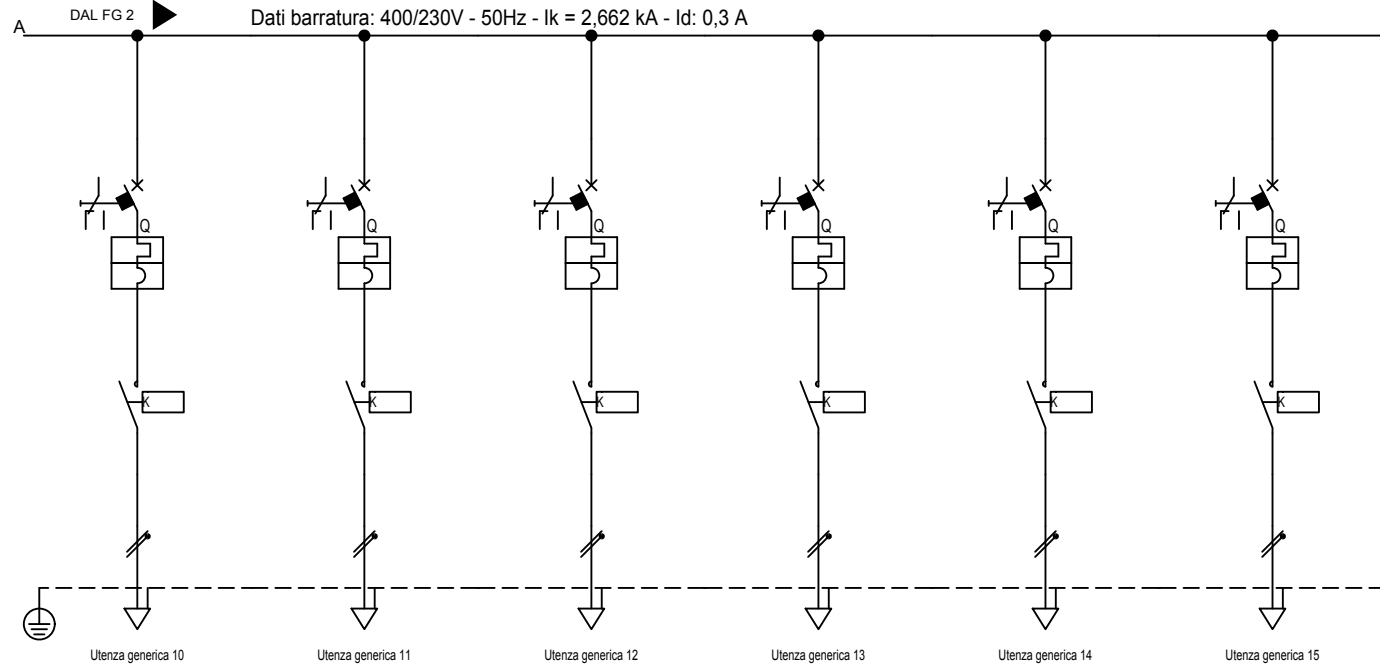 DAL FG 2
Dati barratura: 400/230V - 50Hz - Ik = 2,662 kA - Id: 0,3 A
A
Q Q Q Q Q Q
K K K K K K
Utenza generica 10 Utenza generica 11 Utenza generica 12 Utenza generica 13 Utenza generica 14 Utenza generica 15